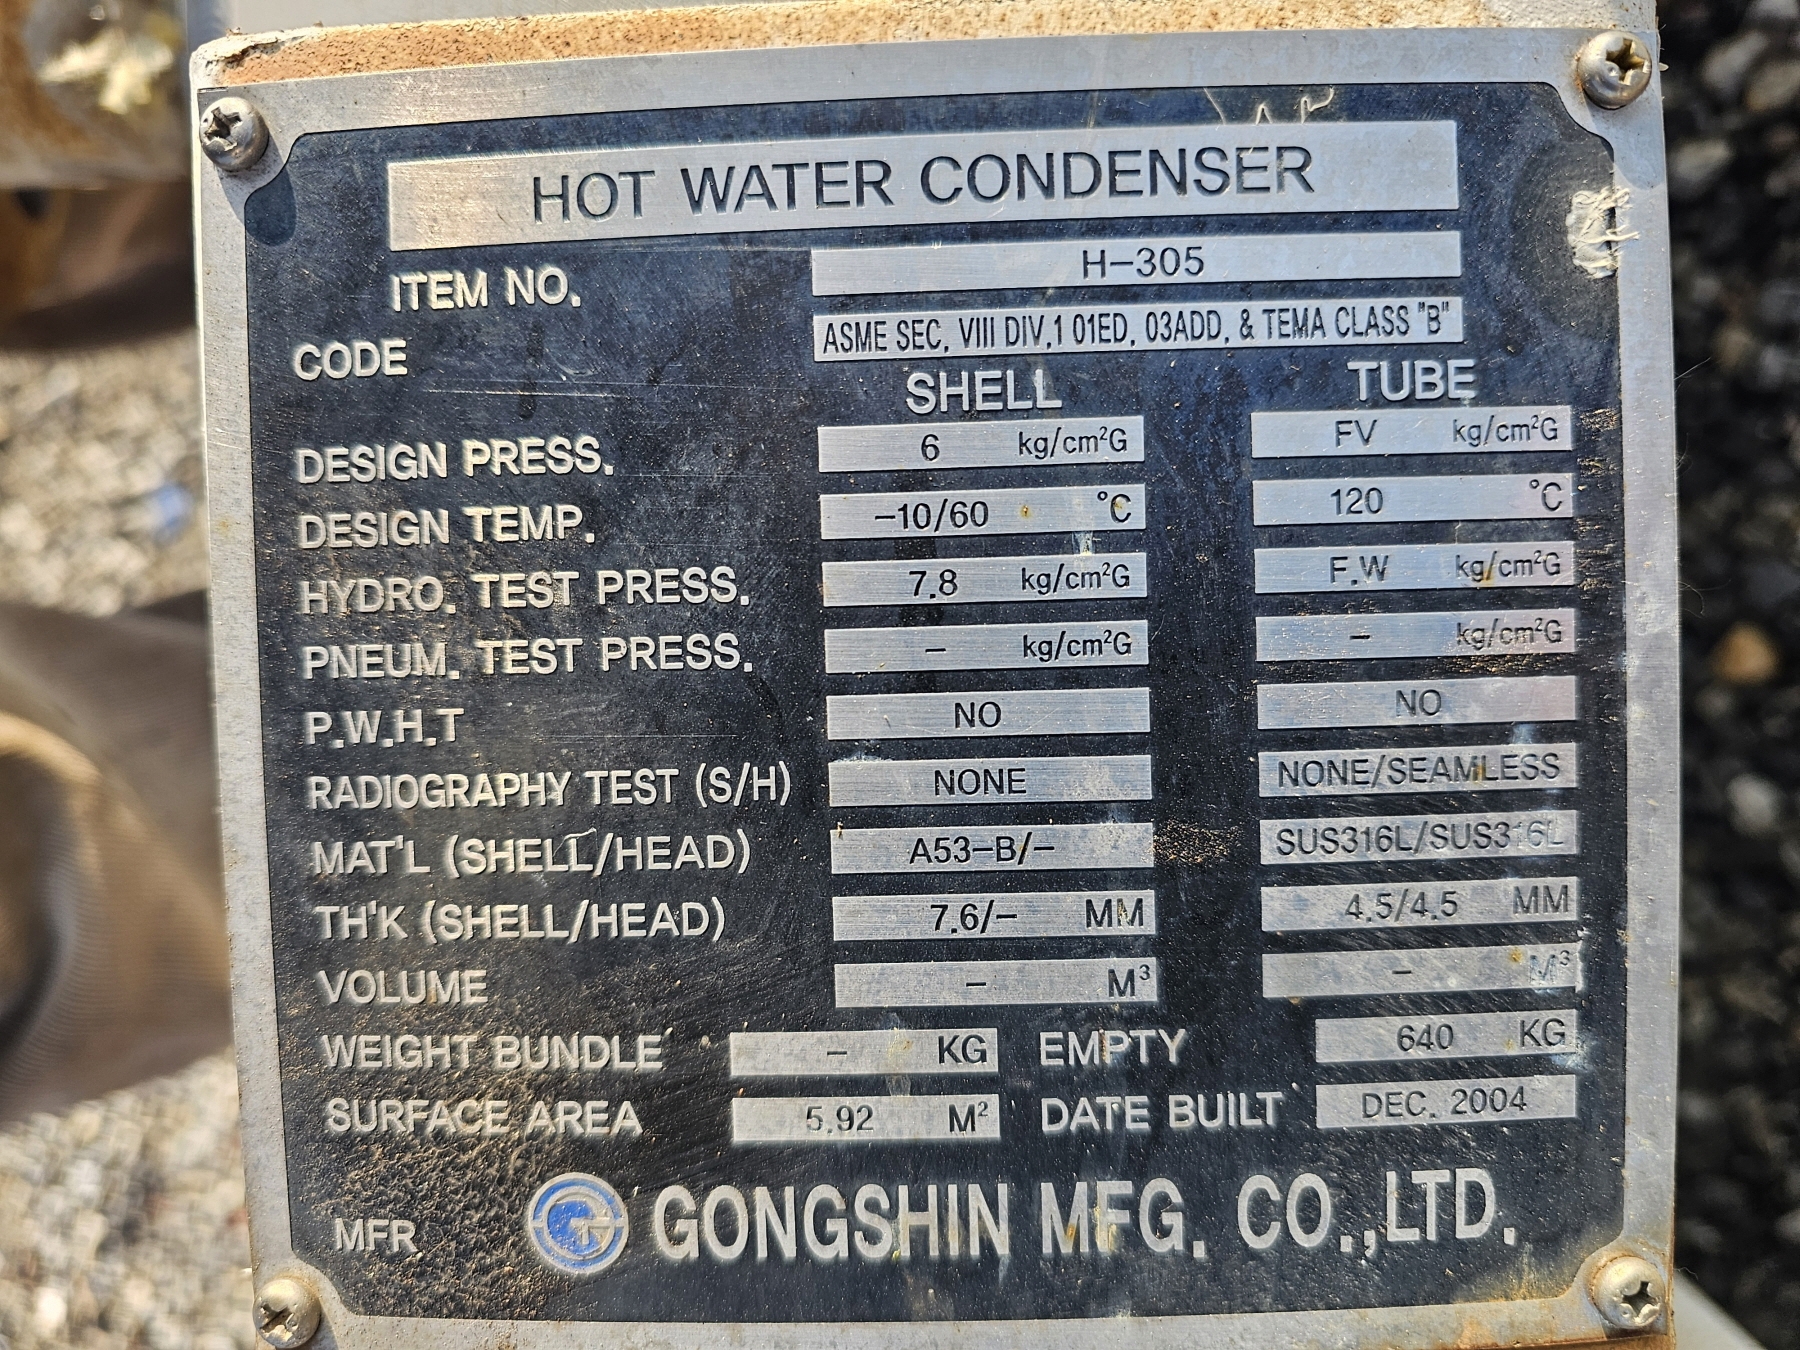 HOT WATER CONDENSER
ITEM NO. H-305
CODE ASME SEC. VIII DIV.1 01ED. 03ADD. & TEMA CLASS "B"
SHELL TUBE
DESIGN PRESS. 6 kg/cm²G FV kg/cm²G
DESIGN TEMP. -10/60 °C 120 °C
HYDRO. TEST PRESS. 7.8 kg/cm²G F.W kg/cm²G
PNEUM. TEST PRESS. - kg/cm²G - kg/cm²G
P.W.H.T NO NO
RADIOGRAPHY TEST (S/H) NONE NONE/SEAMLESS
MAT'L (SHELL/HEAD) A53-B/- SUS316L/SUS316L
TH'K (SHELL/HEAD) 7.6/- MM 4.5/4.5 MM
VOLUME - M³ - M³
WEIGHT BUNDLE - KG EMPTY 640 KG
SURFACE AREA 5.92 M² DATE BUILT DEC. 2004
MFR GONGSHIN MFG. CO.,LTD.